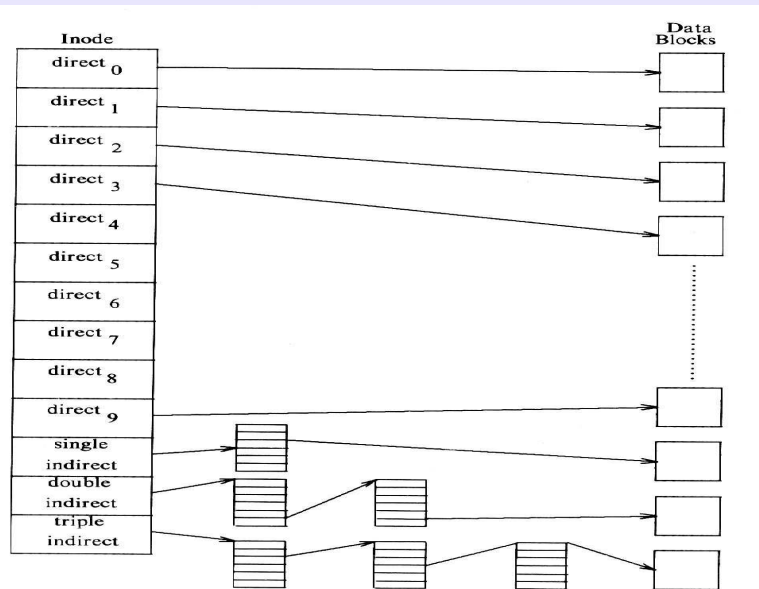 Inode
direct 0
direct 1
direct 2
direct 3
direct 4
direct 5
direct 6
direct 7
direct 8
direct 9
single
indirect
double
indirect
triple
indirect
Data
Blocks